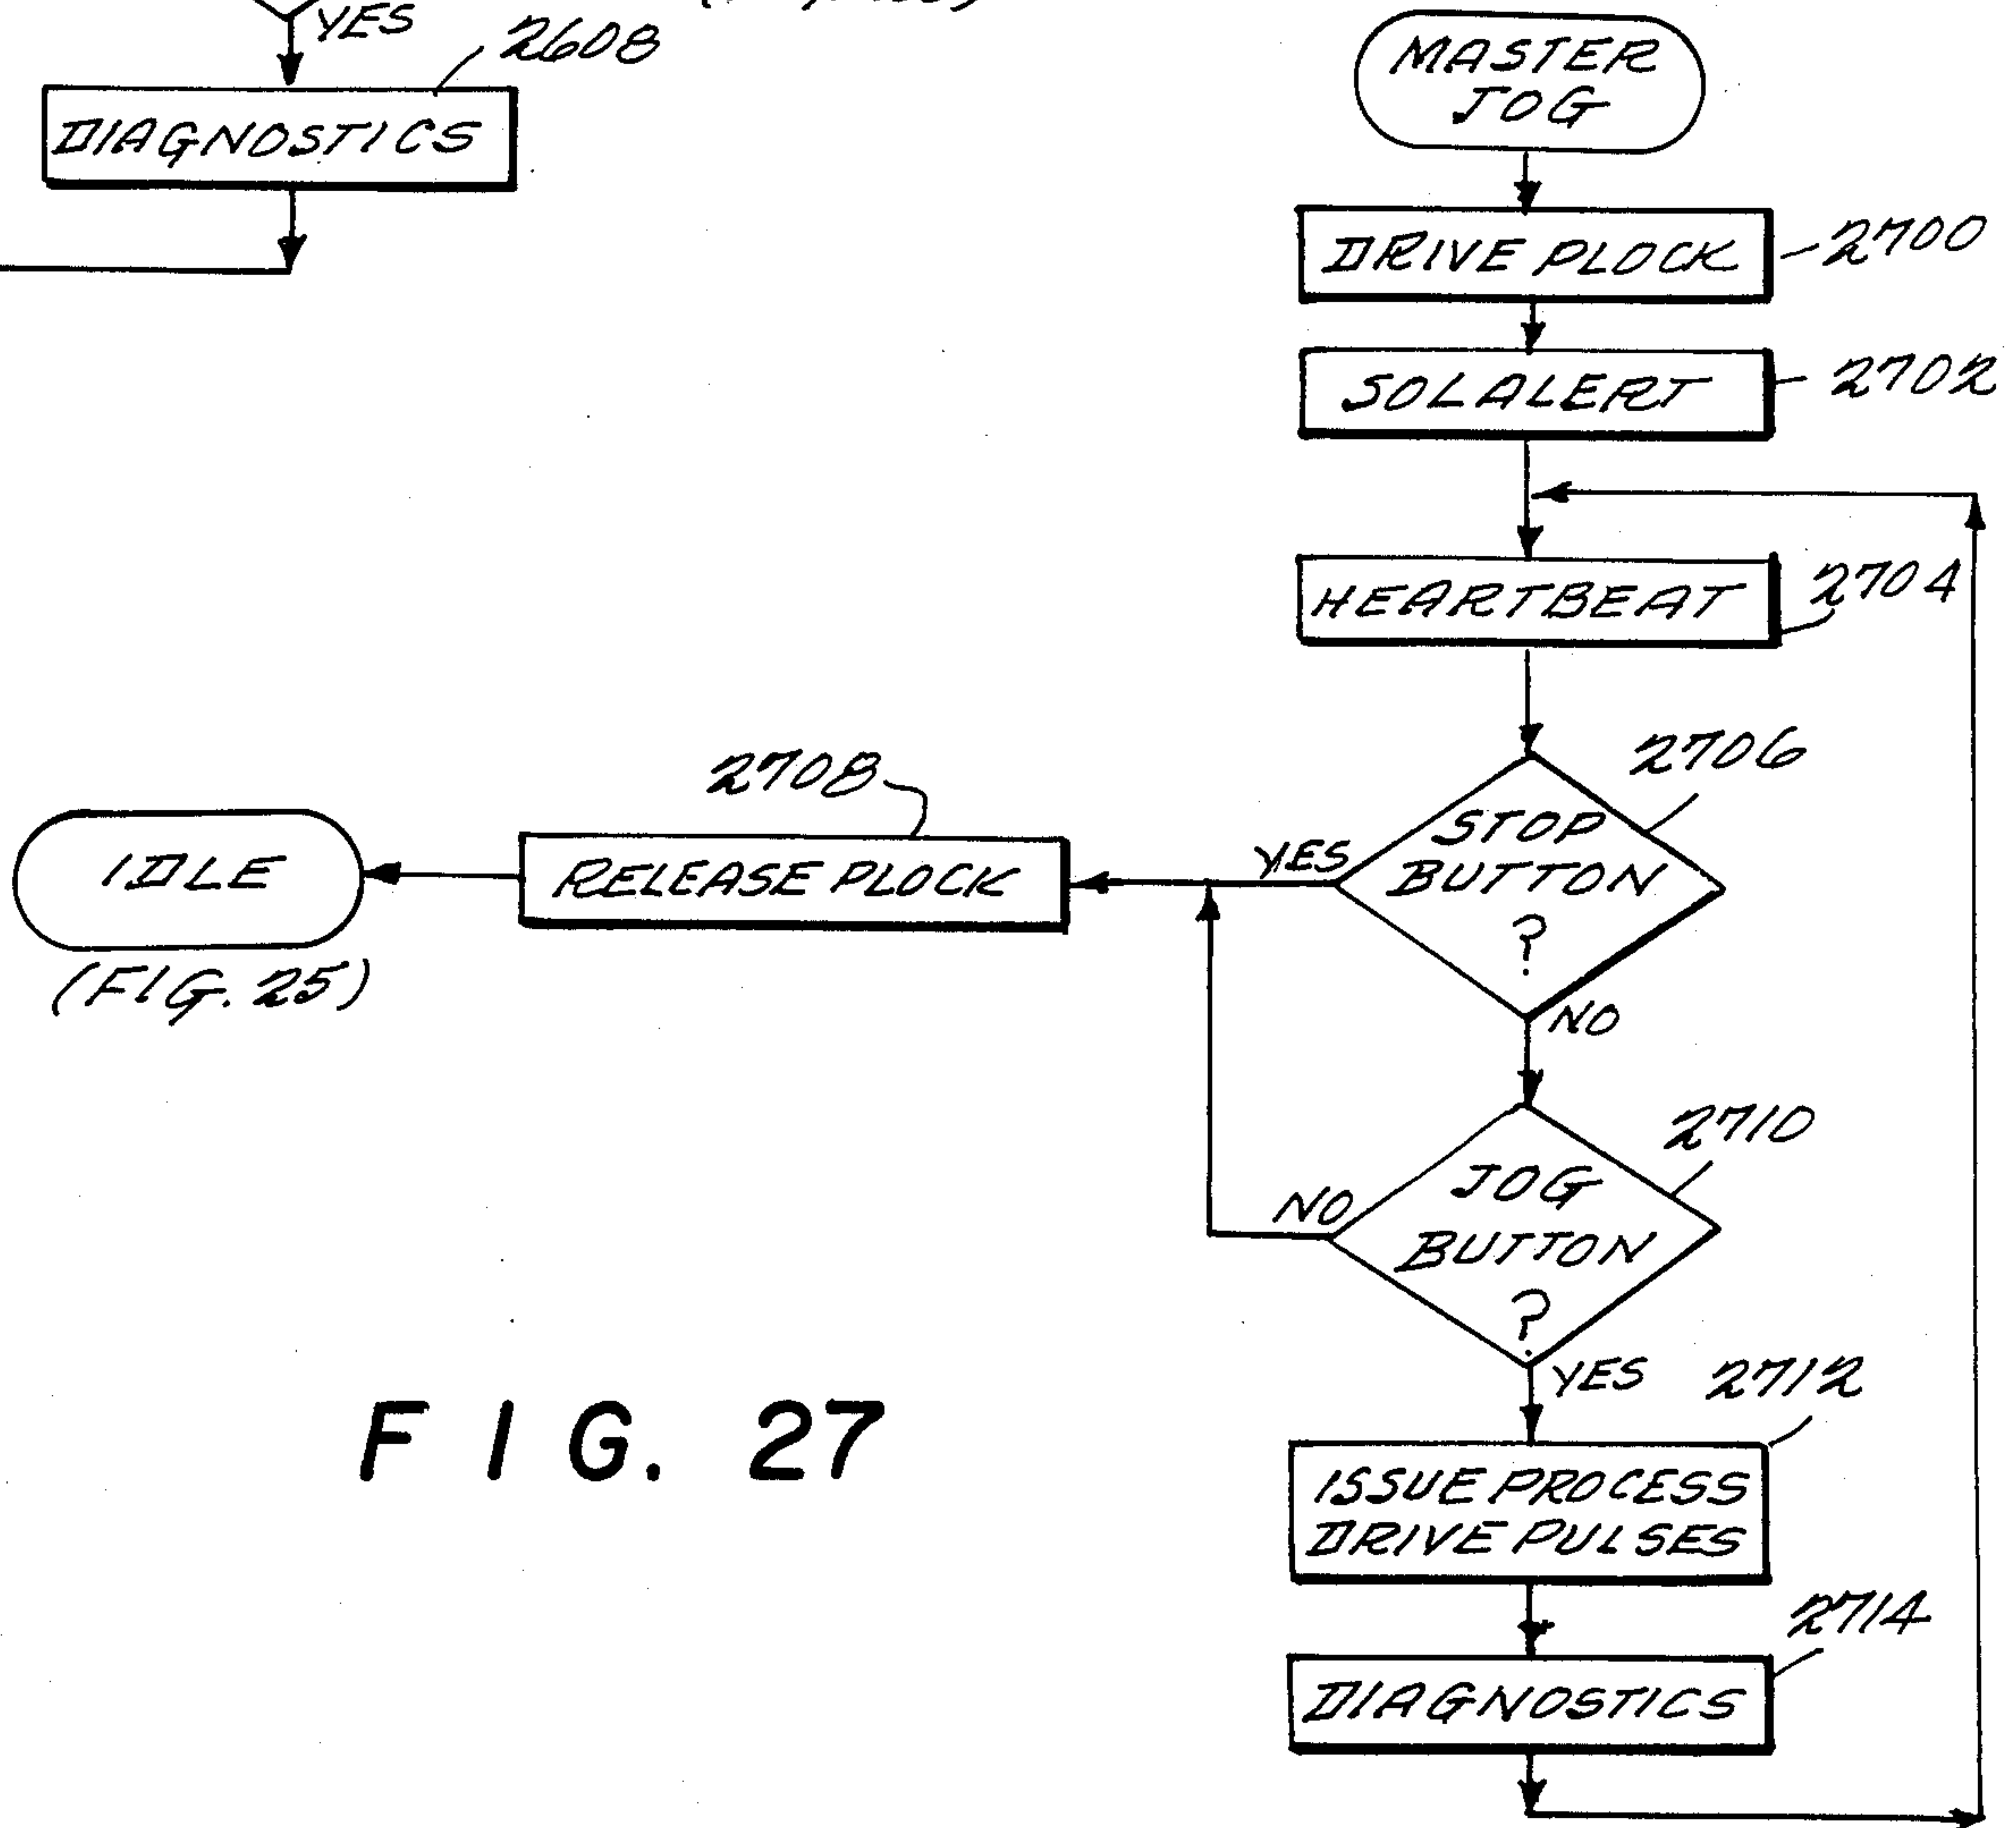 YES
2608
DIAGNOSTICS
MASTER
JOG
DRIVE PLOCK
2700
SOLALERT
2702
HEARTBEAT
2704
2706
STOP
BUTTON
?
YES
NO
2708
RELEASE PLOCK
IDLE
(FIG. 25)
2710
JOG
BUTTON
?
NO
YES
2712
ISSUE PROCESS
DRIVE PULSES
2714
DIAGNOSTICS
FIG. 27